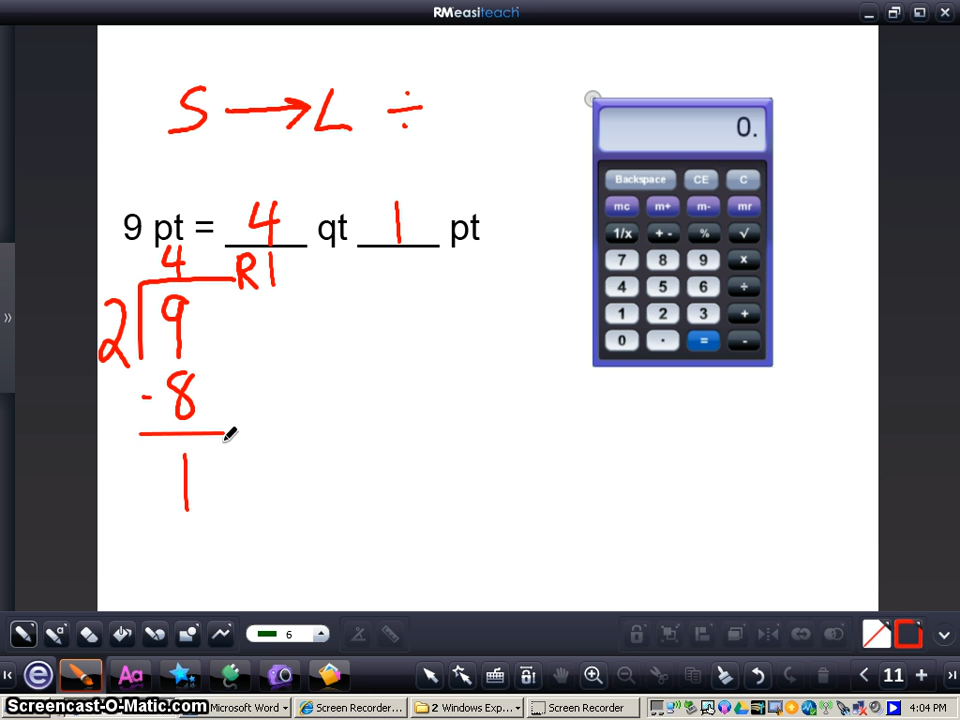 RMeasiteach
S → L ÷
9 pt = 4 qt 1 pt
4 R1
2 9
- 8
1
0.
Backspace CE C
mc m+ m- mr
1/x + - % √
7 8 9 x
4 5 6 ÷
1 2 3 +
0 . = -
6
Aa
11
Screencast-O-Matic.com
Microsoft Word
Screen Recorder...
2 Windows Exp...
Screen Recorder
4:04 PM